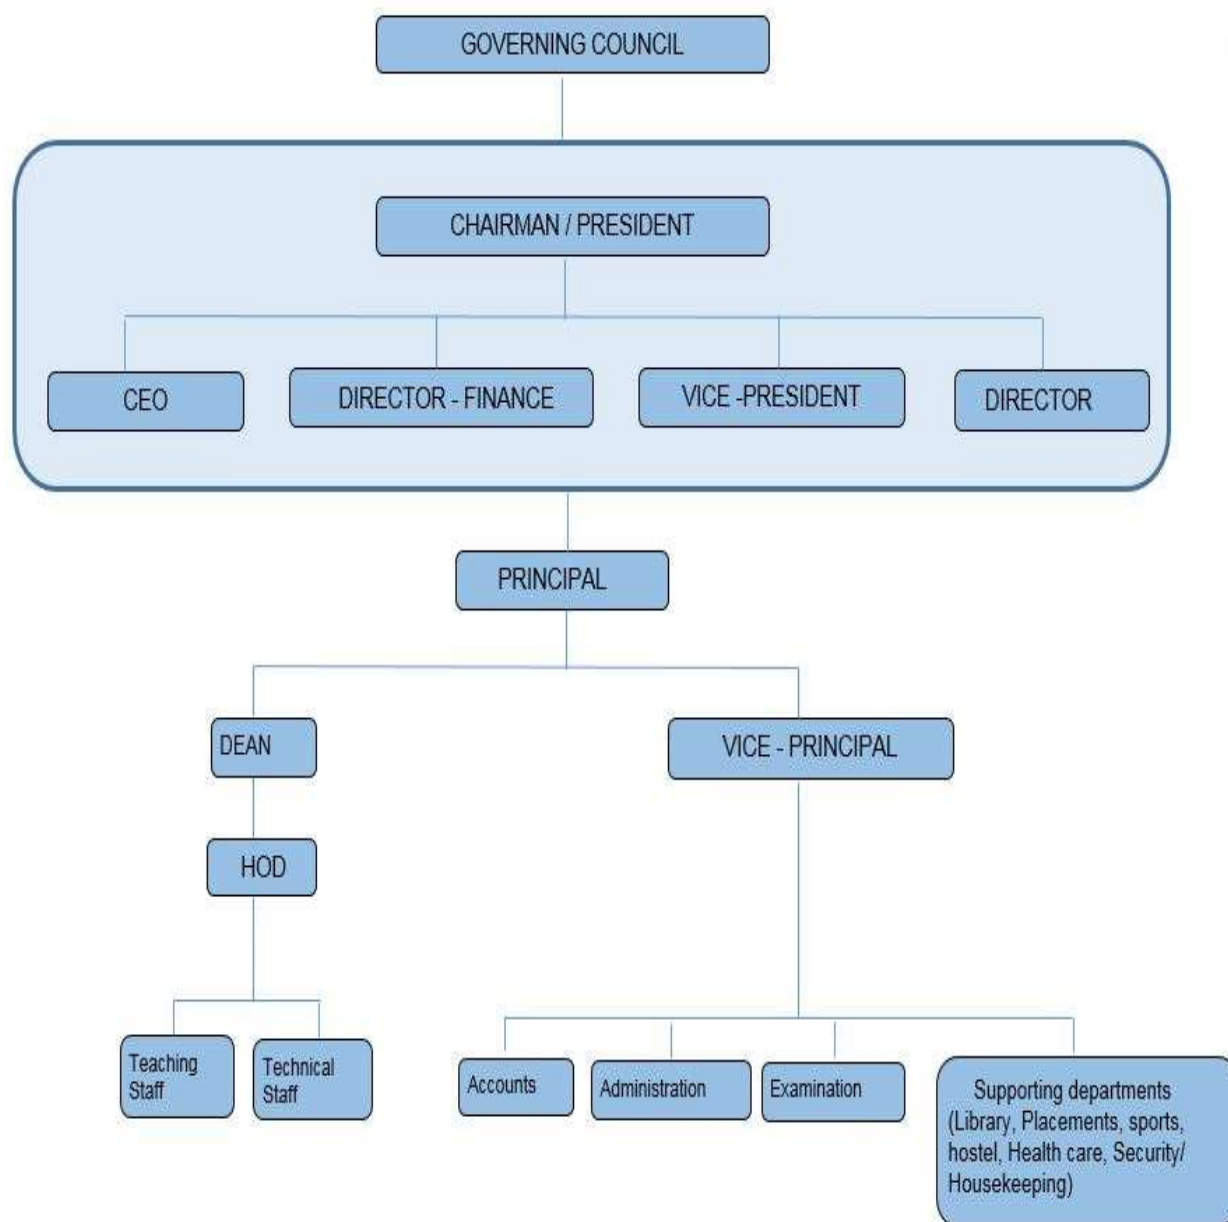 GOVERNING COUNCIL
CHAIRMAN / PRESIDENT
CEO
DIRECTOR - FINANCE
VICE -PRESIDENT
DIRECTOR
PRINCIPAL
DEAN
VICE - PRINCIPAL
HOD
Teaching
Staff
Technical
Staff
Accounts
Administration
Examination
Supporting departments
(Library, Placements, sports,
hostel, Health care, Security/
Housekeeping)